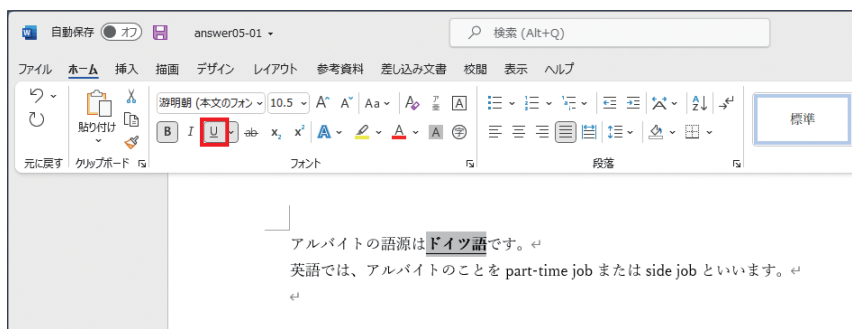 自動保存 オフ answer05-01 検索 (Alt+Q)
ファイル ホーム 挿入 描画 デザイン レイアウト 参考資料 差し込み文書 校閲 表示 ヘルプ
游明朝 (本文のフォン 10.5 A A Aa A ア亜 A
貼り付け
B I U ab x₂ x² A A A 字
標準
元に戻す クリップボード フォント 段落
アルバイトの語源はドイツ語です。
英語では、アルバイトのことを part-time job または side job といいます。